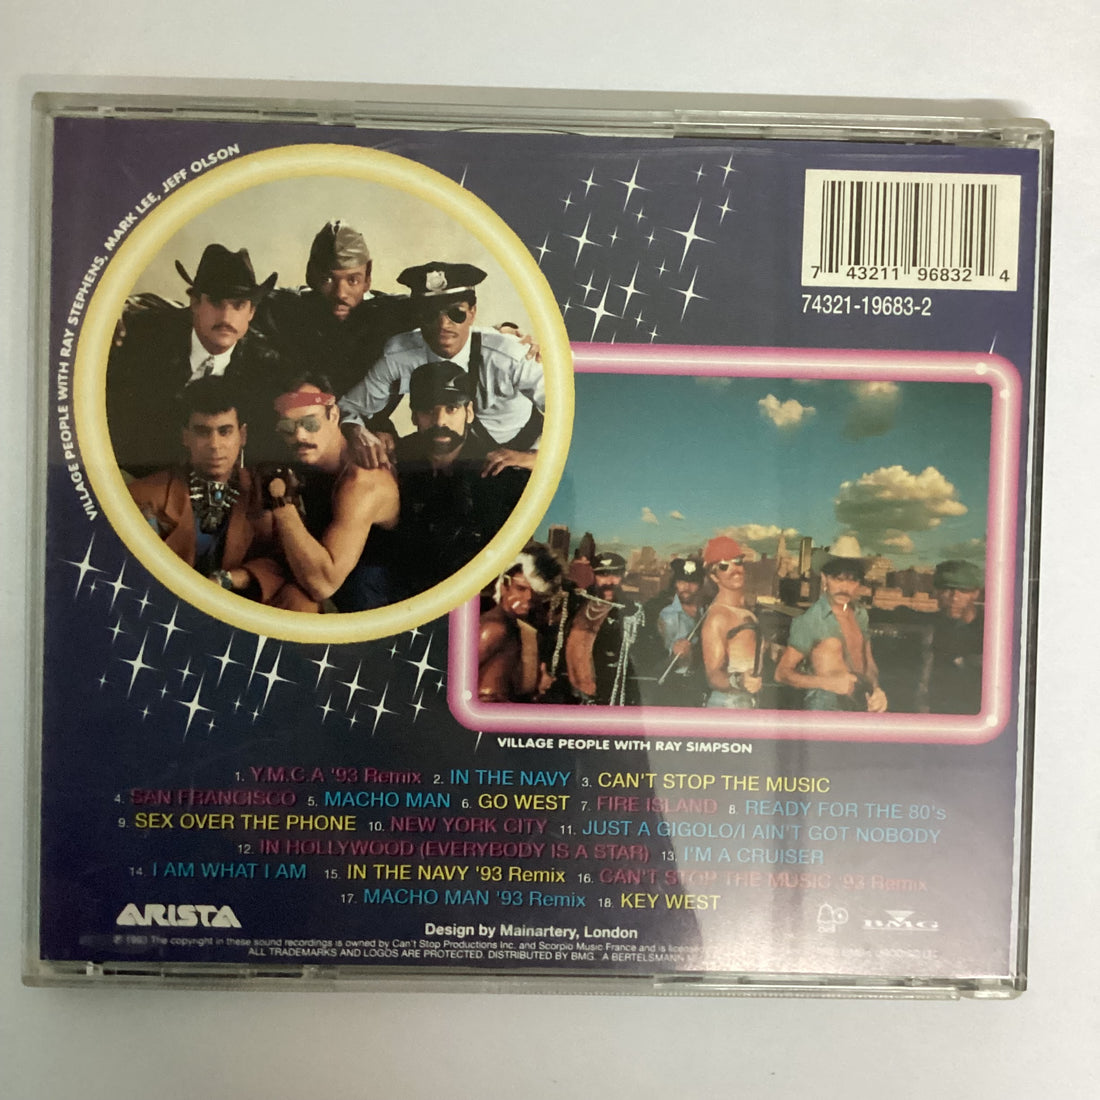 VILLAGE PEOPLE WITH RAY STEPHENS, MARK LEE, JEFF OLSON
7 43211 96832 4
74321-19683-2
VILLAGE PEOPLE WITH RAY SIMPSON
1. Y.M.C.A '93 Remix 2. IN THE NAVY 3. CAN'T STOP THE MUSIC
4. SAN FRANCISCO 5. MACHO MAN 6. GO WEST 7. FIRE ISLAND 8. READY FOR THE 80's
9. SEX OVER THE PHONE 10. NEW YORK CITY 11. JUST A GIGOLO/I AIN'T GOT NOBODY
12. IN HOLLYWOOD (EVERYBODY IS A STAR) 13. I'M A CRUISER
14. I AM WHAT I AM 15. IN THE NAVY '93 Remix 16. CAN'T STOP THE MUSIC '93 Remix
17. MACHO MAN '93 Remix 18. KEY WEST
ARISTA
Bell
BMG
Design by Mainartery, London
℗ 1993 The copyright in these sound recordings is owned by Can't Stop Productions Inc. and Scorpio Music France and is licensed
ALL TRADEMARKS AND LOGOS ARE PROTECTED. DISTRIBUTED BY BMG. A BERTELSMANN